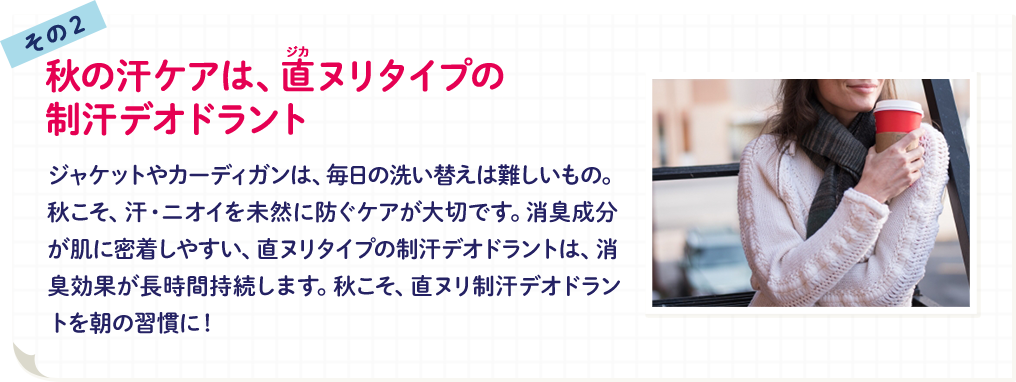 その2
秋の汗ケアは、直ヌリタイプの
ジカ
制汗デオドラント
ジャケットやカーディガンは、毎日の洗い替えは難しいもの。
秋こそ、汗・ニオイを未然に防ぐケアが大切です。消臭成分
が肌に密着しやすい、直ヌリタイプの制汗デオドラントは、消
臭効果が長時間持続します。秋こそ、直ヌリ制汗デオドラン
トを朝の習慣に！